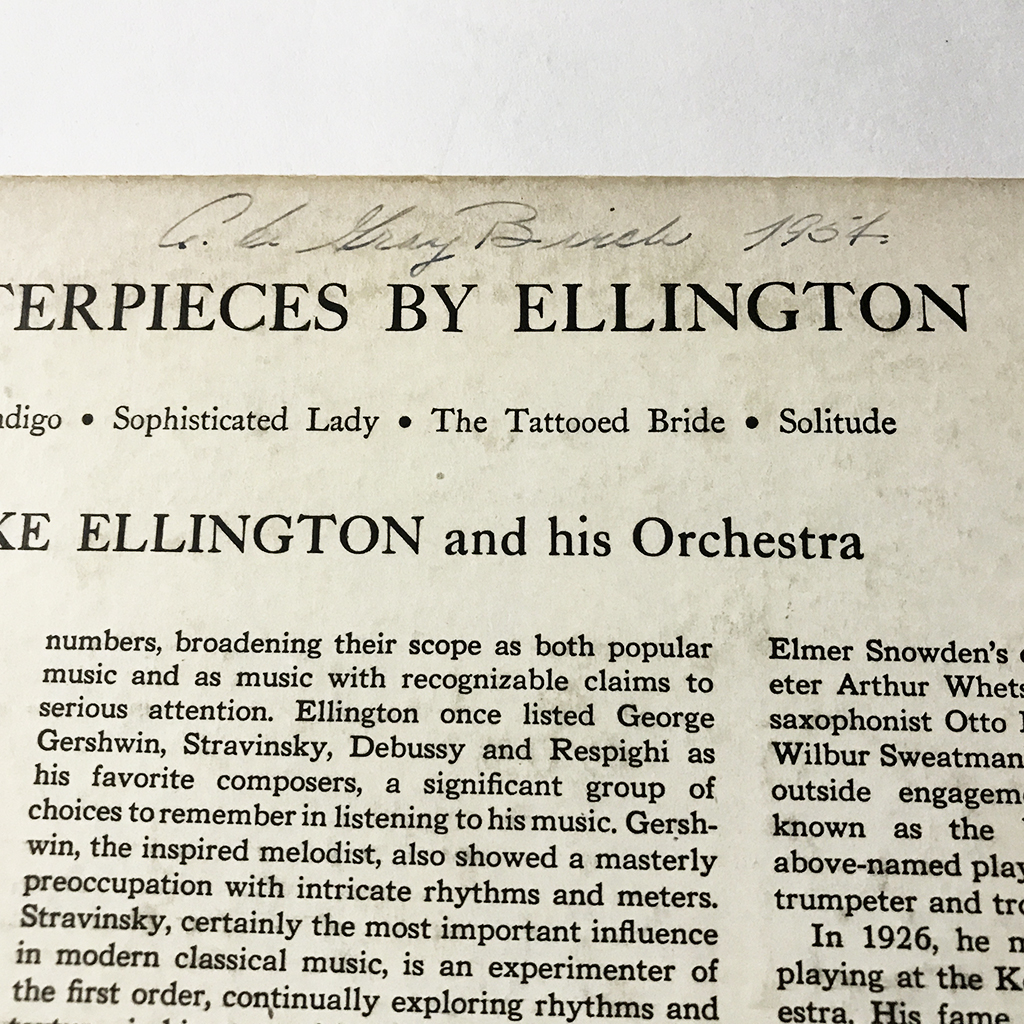 Gray Birch 1954.
TERPIECES BY ELLINGTON
ndigo • Sophisticated Lady • The Tattooed Bride • Solitude
KE ELLINGTON and his Orchestra
numbers, broadening their scope as both popular
music and as music with recognizable claims to
serious attention. Ellington once listed George
Gershwin, Stravinsky, Debussy and Respighi as
his favorite composers, a significant group of
choices to remember in listening to his music. Gersh-
win, the inspired melodist, also showed a masterly
preoccupation with intricate rhythms and meters.
Stravinsky, certainly the most important influence
in modern classical music, is an experimenter of
the first order, continually exploring rhythms and
Elmer Snowden's
eter Arthur Whets
saxophonist Otto
Wilbur Sweatman
outside engagem
known as the
above-named play
trumpeter and tro
In 1926, he
playing at the K
estra. His fame